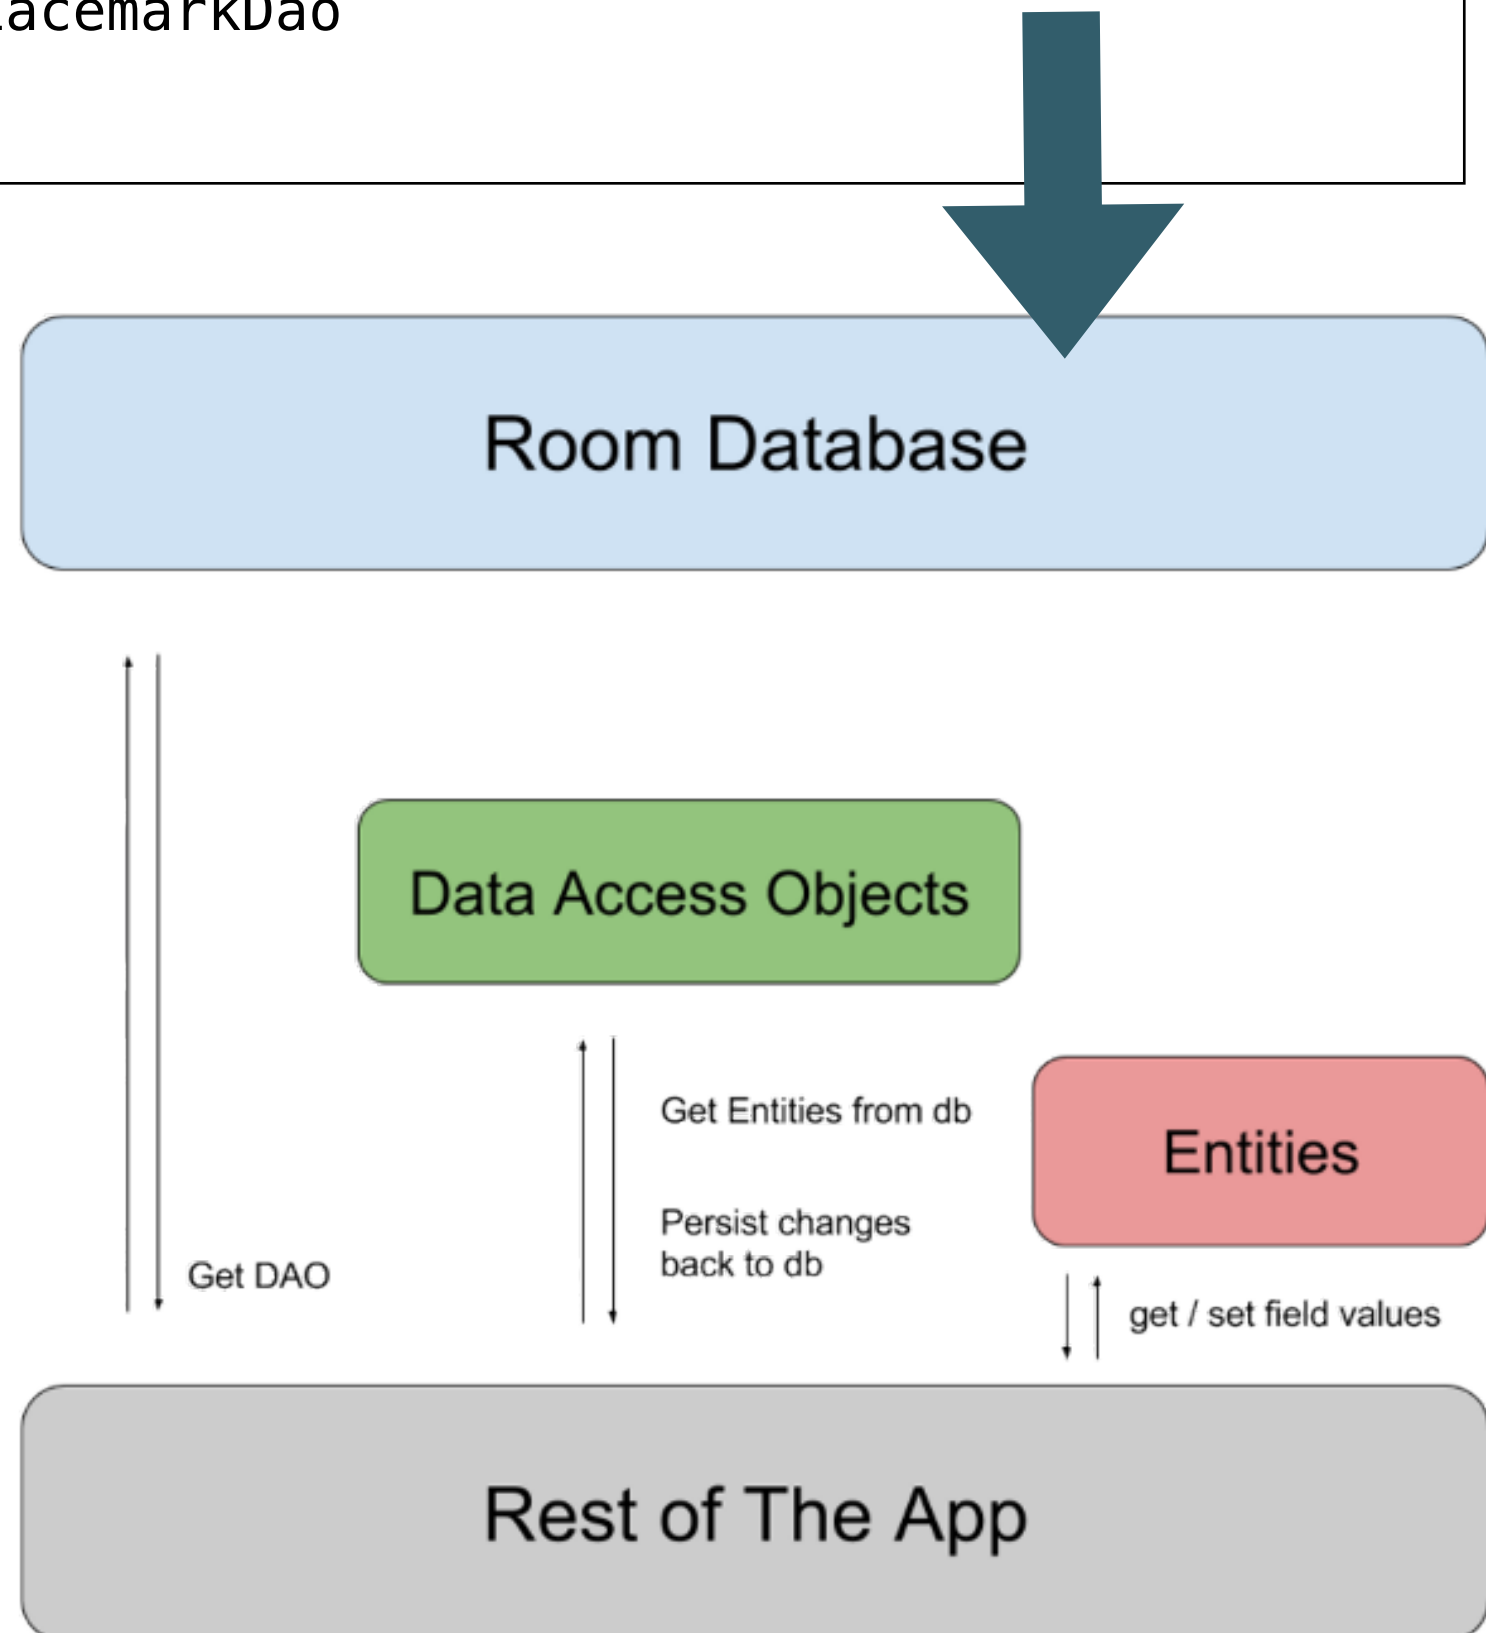 lacemarkDao
Room Database
Data Access Objects
Get Entities from db
Entities
Persist changes
back to db
Get DAO
get / set field values
Rest of The App